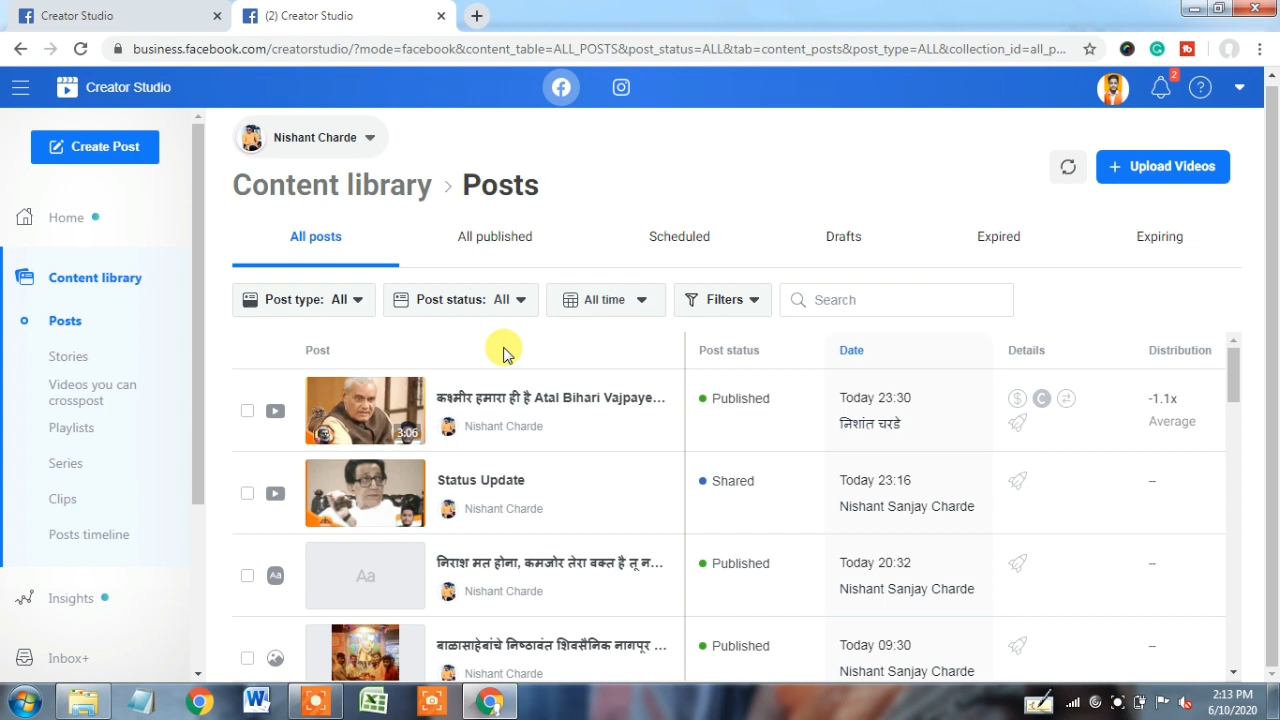 Creator Studio
(2) Creator Studio
business.facebook.com/creatorstudio/?mode=facebook&content_table=ALL_POSTS&post_status=ALL&tab=content_posts&post_type=ALL&collection_id=all_p...
Creator Studio
2
Create Post
Nishant Charde
Content library › Posts
+ Upload Videos
Home
All posts
All published
Scheduled
Drafts
Expired
Expiring
Content library
Post type: All
Post status: All
All time
Filters
Search
Posts
Stories
Videos you can
crosspost
Playlists
Series
Clips
Posts timeline
Insights
Inbox+
Post
Post status
Date
Details
Distribution
3:06
कश्मीर हमारा ही है Atal Bihari Vajpaye...
Nishant Charde
Published
Today 23:30
निशांत चरडे
$ C
-1.1x
Average
Status Update
Nishant Charde
Shared
Today 23:16
Nishant Sanjay Charde
--
Aa
Aa
निराश मत होना, कमजोर तेरा वक्त है तू न...
Nishant Charde
Published
Today 20:32
Nishant Sanjay Charde
--
बाळासाहेबांचे निष्ठावंत शिवसैनिक नागपूर ...
Nishant Charde
Published
Today 09:30
Nishant Sanjay Charde
--
2:13 PM
6/10/2020